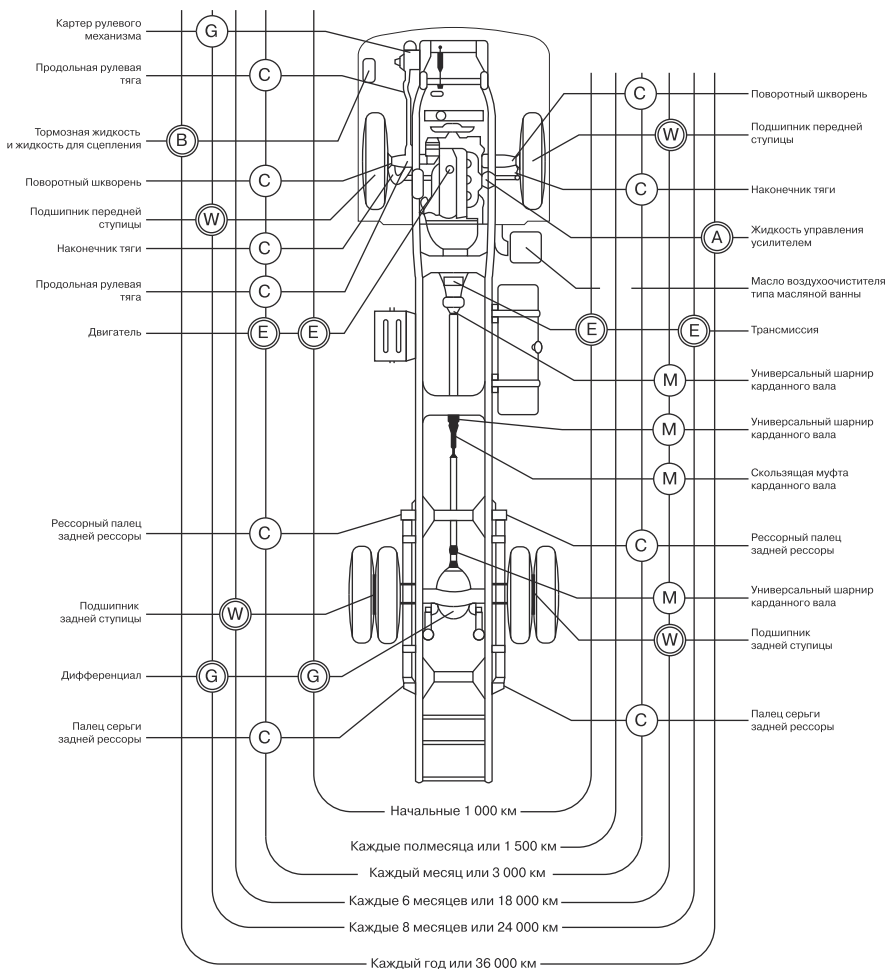 Картер рулевого
механизма
G
Продольная рулевая
тяга
C
Тормозная жидкость
и жидкость для сцепления
B
Поворотный шкворень
C
Подшипник передней
ступицы
W
Наконечник тяги
C
Продольная рулевая
тяга
C
Двигатель
E
E
Рессорный палец
задней рессоры
C
Подшипник
задней ступицы
W
Дифференциал
G
G
Палец серьги
задней рессоры
C
C
Поворотный шкворень
W
Подшипник передней
ступицы
C
Наконечник тяги
A
Жидкость управления
усилителем
Масло воздухоочистителя
типа масляной ванны
E
E
Трансмиссия
M
Универсальный шарнир
карданного вала
M
Универсальный шарнир
карданного вала
M
Скользящая муфта
карданного вала
C
Рессорный палец
задней рессоры
M
Универсальный шарнир
карданного вала
W
Подшипник
задней ступицы
C
Палец серьги
задней рессоры
Начальные 1 000 км
Каждые полмесяца или 1 500 км
Каждый месяц или 3 000 км
Каждые 6 месяцев или 18 000 км
Каждые 8 месяцев или 24 000 км
Каждый год или 36 000 км